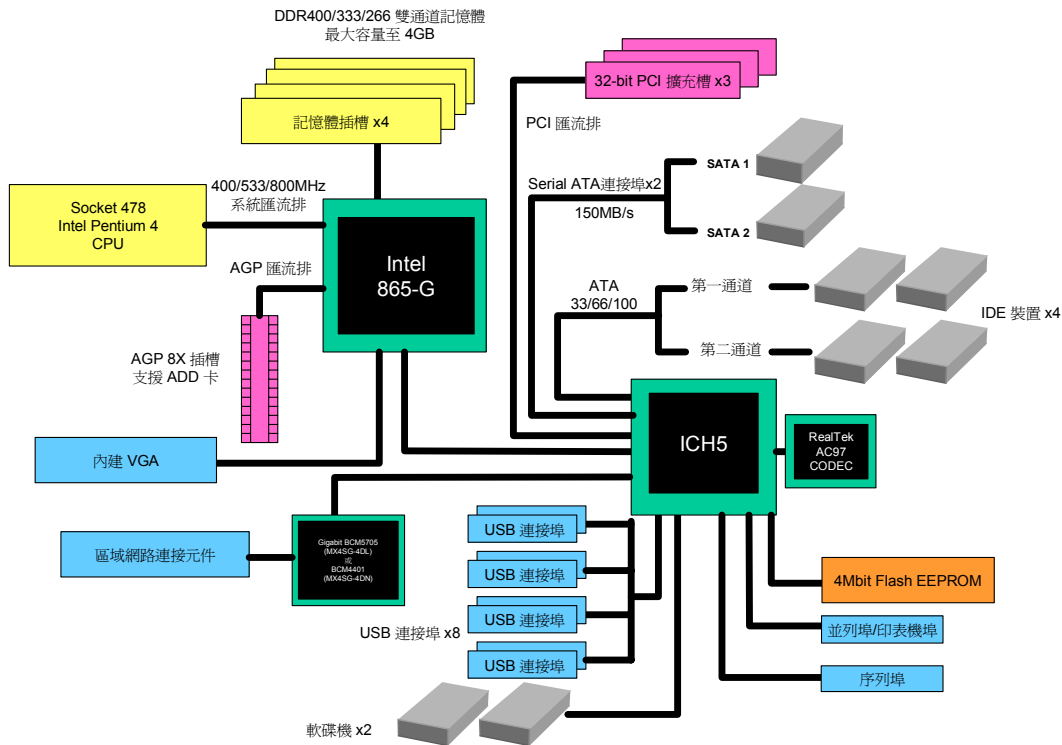 DDR400/333/266 雙通道記憶體
最大容量至 4GB
記憶體插槽 x4
32-bit PCI 擴充槽 x3
PCI 匯流排
SATA 1
Serial ATA連接埠x2
150MB/s
SATA 2
400/533/800MHz
系統匯流排
Socket 478
Intel Pentium 4
CPU
Intel
865-G
AGP 匯流排
AGP 8X 插槽
支援 ADD 卡
ATA
33/66/100
第一通道
第二通道
IDE 裝置 x4
ICH5
RealTek
AC97
CODEC
內建 VGA
區域網路連接元件
Gigabit BCM5705
(MX4SG-4DL)
或
BCM4401
(MX4SG-4DN)
USB 連接埠
USB 連接埠
USB 連接埠
USB 連接埠
USB 連接埠 x8
4Mbit Flash EEPROM
並列埠/印表機埠
序列埠
軟碟機 x2